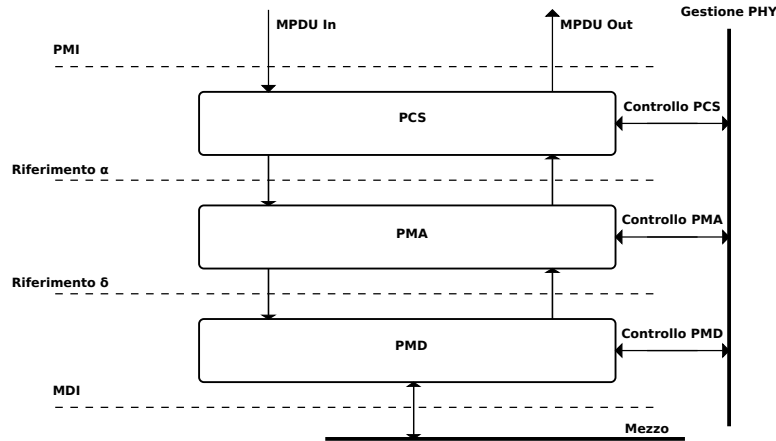 Gestione PHY
MPDU In
MPDU Out
PMI
Controllo PCS
PCS
Riferimento α
Controllo PMA
PMA
Riferimento δ
Controllo PMD
PMD
MDI
Mezzo